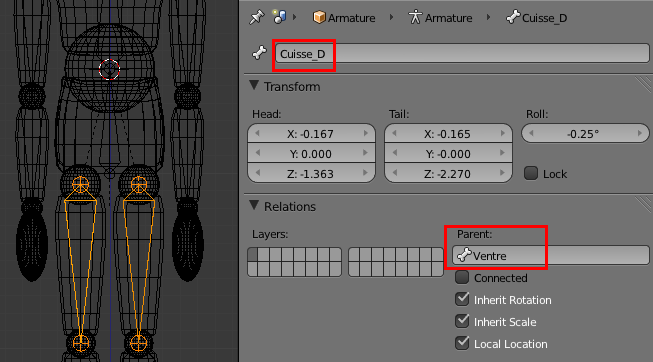 Armature Armature Cuisse_D
Cuisse_D
Transform
Head: Tail: Roll:
X: -0.167 X: -0.165 -0.25°
Y: 0.000 Y: -0.000
Z: -1.363 Z: -2.270 Lock
Relations
Layers: Parent:
Ventre
Connected
Inherit Rotation
Inherit Scale
Local Location